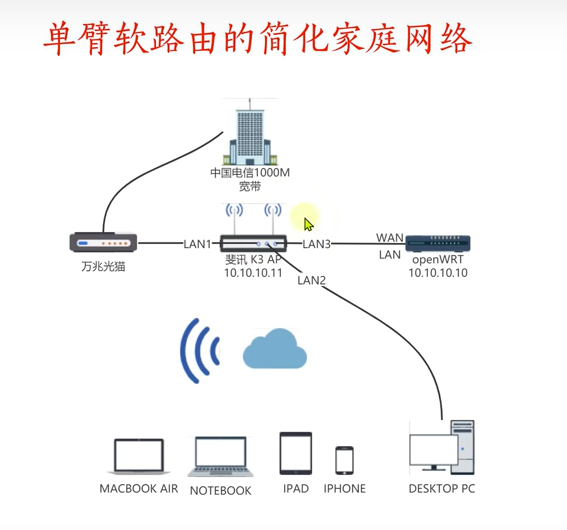 单臂软路由的简化家庭网络
中国电信1000M
宽带
LAN1
LAN3
WAN
LAN
万兆光猫
斐讯 K3 AP
10.10.10.11
openWRT
10.10.10.10
LAN2
MACBOOK AIR
NOTEBOOK
IPAD
IPHONE
DESKTOP PC